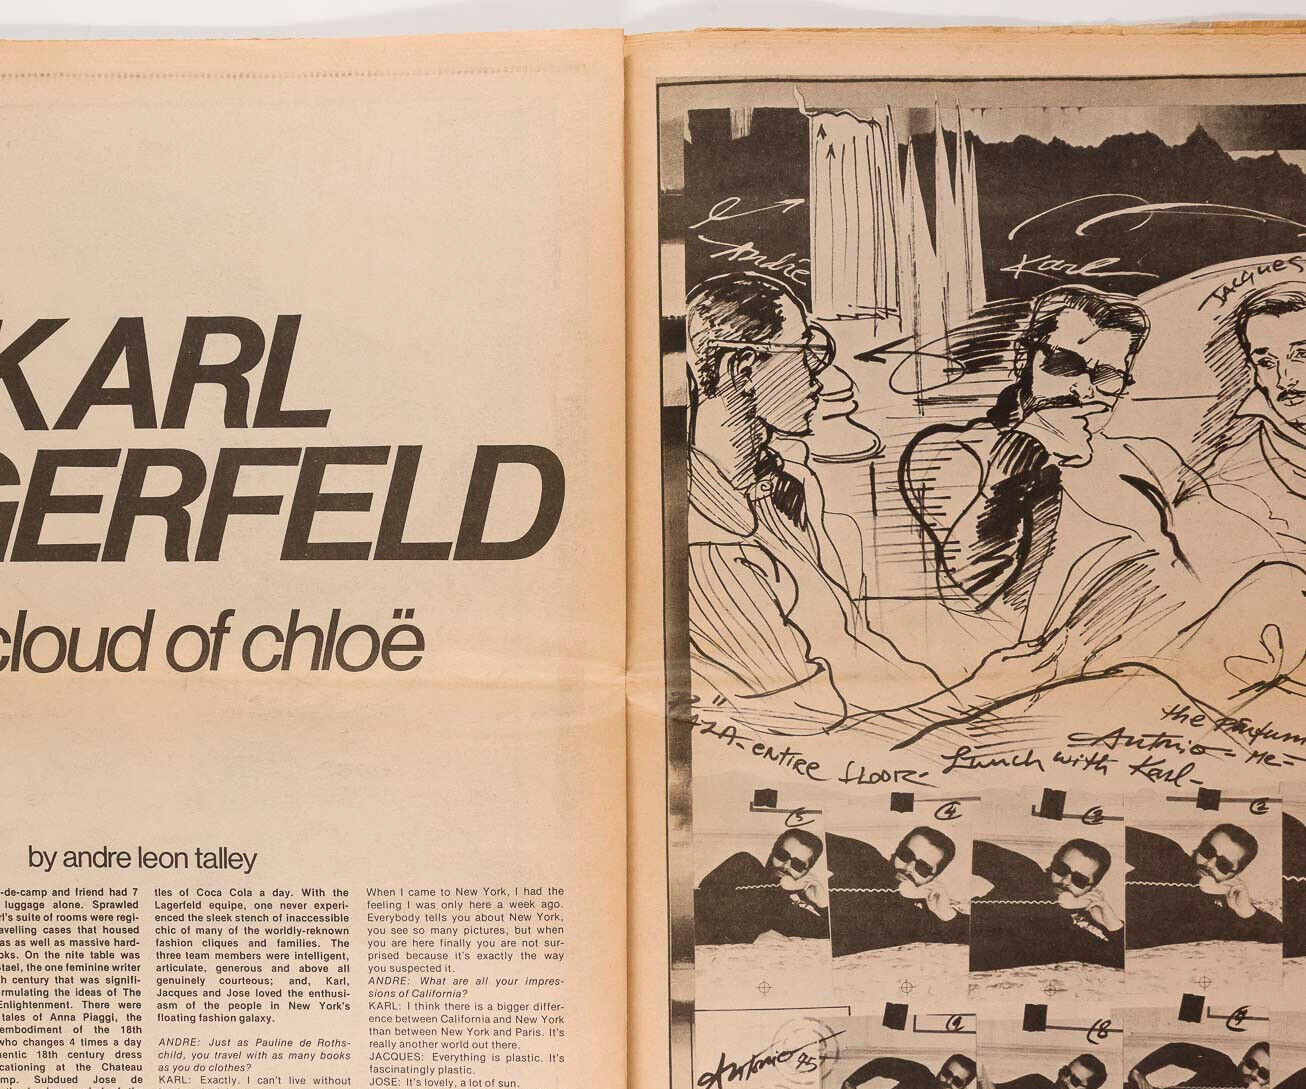 KARL
GERFELD
cloud of chloë
by andre leon talley
-de-camp and friend had 7
luggage alone. Sprawled
rl's suite of rooms were regi-
avelling cases that housed
as as well as massive hard-
oks. On the nite table was
Stael, the one feminine writer
h century that was signifi-
rmulating the ideas of The
Enlightenment. There were
tales of Anna Piaggi, the
embodiment of the 18th
who changes 4 times a day
hentic 18th century dress
cationing at the Chateau
mp. Subdued Jose de
tles of Coca Cola a day. With the
Lagerfeld equipe, one never experi-
enced the sleek stench of inaccessible
chic of many of the worldly-reknown
fashion cliques and families. The
three team members were intelligent,
articulate, generous and above all
genuinely courteous; and, Karl,
Jacques and Jose loved the enthusi-
asm of the people in New York's
floating fashion galaxy.
ANDRE: Just as Pauline de Roths-
child, you travel with as many books
as you do clothes?
KARL: Exactly. I can't live without
When I came to New York, I had the
feeling I was only here a week ago.
Everybody tells you about New York,
you see so many pictures, but when
you are here finally you are not sur-
prised because it's exactly the way
you suspected it.
ANDRE: What are all your impres-
sions of California?
KARL: I think there is a bigger differ-
ence between California and New York
than between New York and Paris. It's
really another world out there.
JACQUES: Everything is plastic. It's
fascinatingly plastic.
JOSE: It's lovely, a lot of sun.
Andre
Karl
Jacques
AZA-ENTIRE FLOOR-
Lunch with Karl-
the
Antonio - Me =
5
4
3
2
9
8
9
Antonio 75